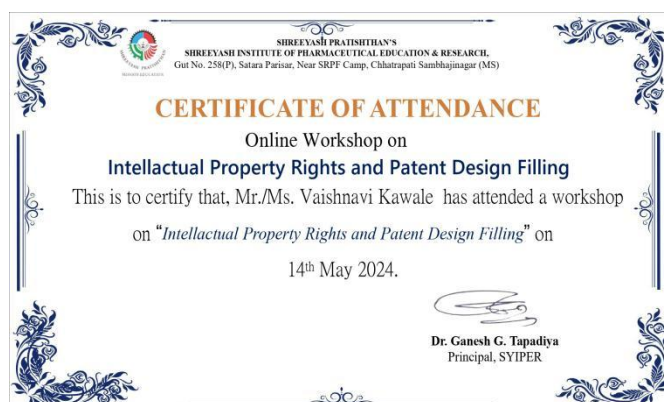 SHREEYASH PRATISHTHAN'S
SHREEYASH INSTITUTE OF PHARMACEUTICAL EDUCATION & RESEARCH,
Gut No. 258(P), Satara Parisar, Near SRPF Camp, Chhatrapati Sambhajinagar (MS)
CERTIFICATE OF ATTENDANCE
Online Workshop on
Intellactual Property Rights and Patent Design Filling
This is to certify that, Mr./Ms. Vaishnavi Kawale has attended a workshop
on "Intellactual Property Rights and Patent Design Filling" on
14th May 2024.
Dr. Ganesh G. Tapadiya
Principal, SYIPER